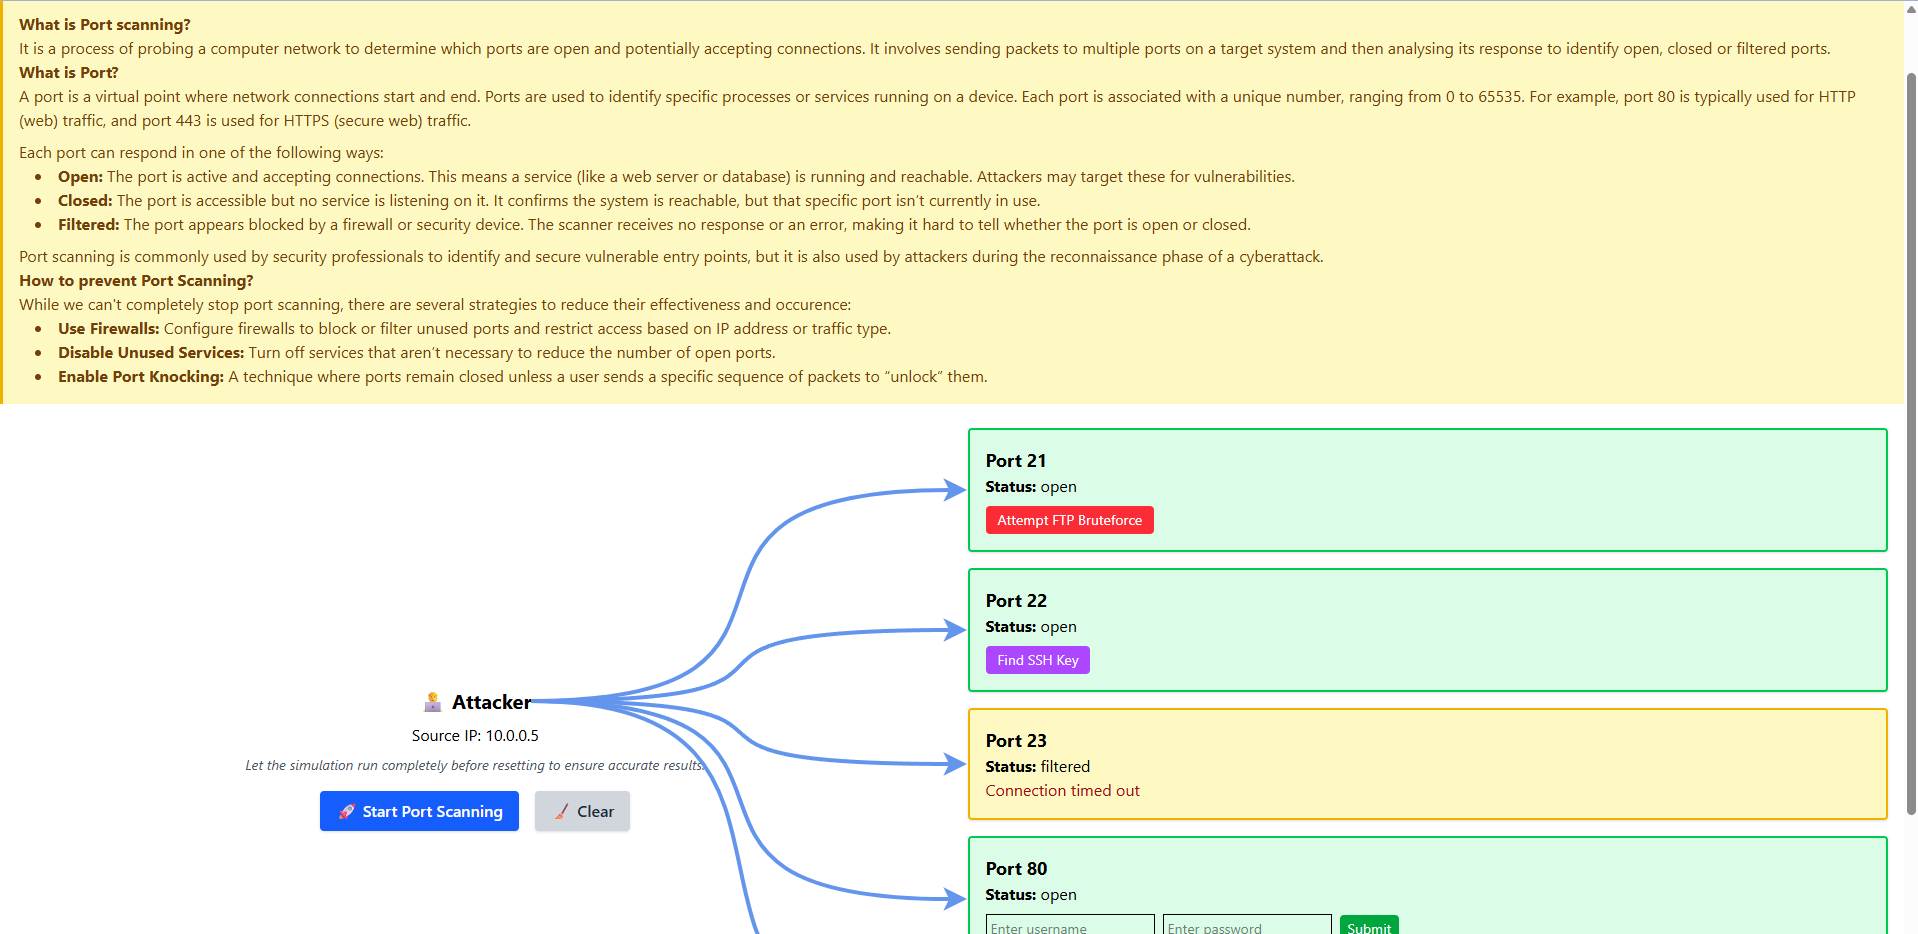 What is Port scanning?
It is a process of probing a computer network to determine which ports are open and potentially accepting connections. It involves sending packets to multiple ports on a target system and then analysing its response to identify open, closed or filtered ports.
What is Port?
A port is a virtual point where network connections start and end. Ports are used to identify specific processes or services running on a device. Each port is associated with a unique number, ranging from 0 to 65535. For example, port 80 is typically used for HTTP
(web) traffic, and port 443 is used for HTTPS (secure web) traffic.
Each port can respond in one of the following ways:
• Open: The port is active and accepting connections. This means a service (like a web server or database) is running and reachable. Attackers may target these for vulnerabilities.
• Closed: The port is accessible but no service is listening on it. It confirms the system is reachable, but that specific port isn’t currently in use.
• Filtered: The port appears blocked by a firewall or security device. The scanner receives no response or an error, making it hard to tell whether the port is open or closed.
Port scanning is commonly used by security professionals to identify and secure vulnerable entry points, but it is also used by attackers during the reconnaissance phase of a cyberattack.
How to prevent Port Scanning?
While we can't completely stop port scanning, there are several strategies to reduce their effectiveness and occurence:
• Use Firewalls: Configure firewalls to block or filter unused ports and restrict access based on IP address or traffic type.
• Disable Unused Services: Turn off services that aren’t necessary to reduce the number of open ports.
• Enable Port Knocking: A technique where ports remain closed unless a user sends a specific sequence of packets to “unlock” them.
Attacker
Source IP: 10.0.0.5
Let the simulation run completely before resetting to ensure accurate results.
Start Port Scanning
Clear
Port 21
Status: open
Attempt FTP Bruteforce
Port 22
Status: open
Find SSH Key
Port 23
Status: filtered
Connection timed out
Port 80
Status: open
Enter username
Enter password
Submit